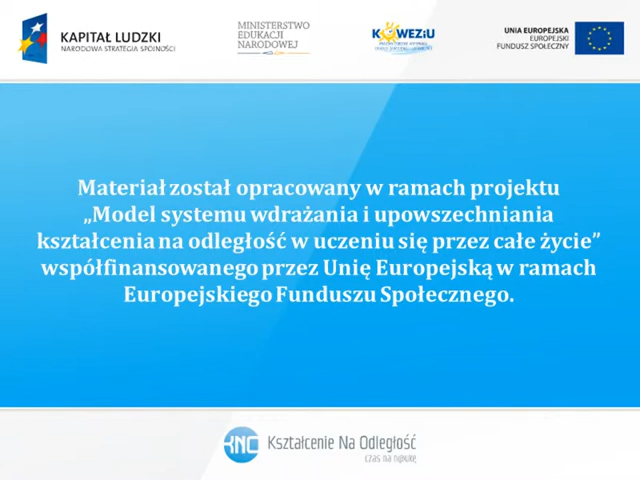 KAPITAŁ LUDZKI
NARODOWA STRATEGIA SPÓJNOŚCI
MINISTERSTWO
EDUKACJI
NARODOWEJ
KOWEZiU
UNIA EUROPEJSKA
EUROPEJSKI
FUNDUSZ SPOŁECZNY
Materiał został opracowany w ramach projektu
„Model systemu wdrażania i upowszechniania
kształcenia na odległość w uczeniu się przez całe życie”
współfinansowanego przez Unię Europejską w ramach
Europejskiego Funduszu Społecznego.
KNO Kształcenie Na Odległość
czas na naukę